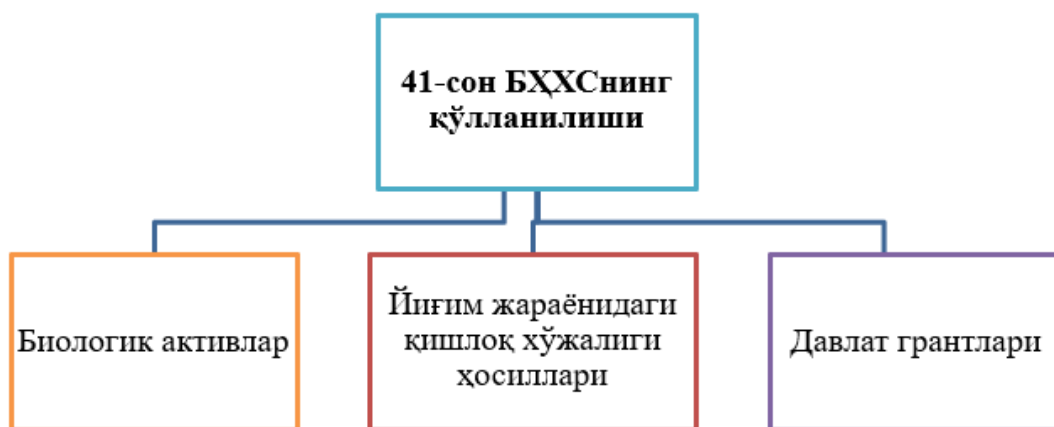 41-сон БҲХСнинг
қўлланилиши
Биологик активлар
Йиғим жараёнидаги
қишлоқ хўжалиги
ҳосиллари
Давлат грантлари